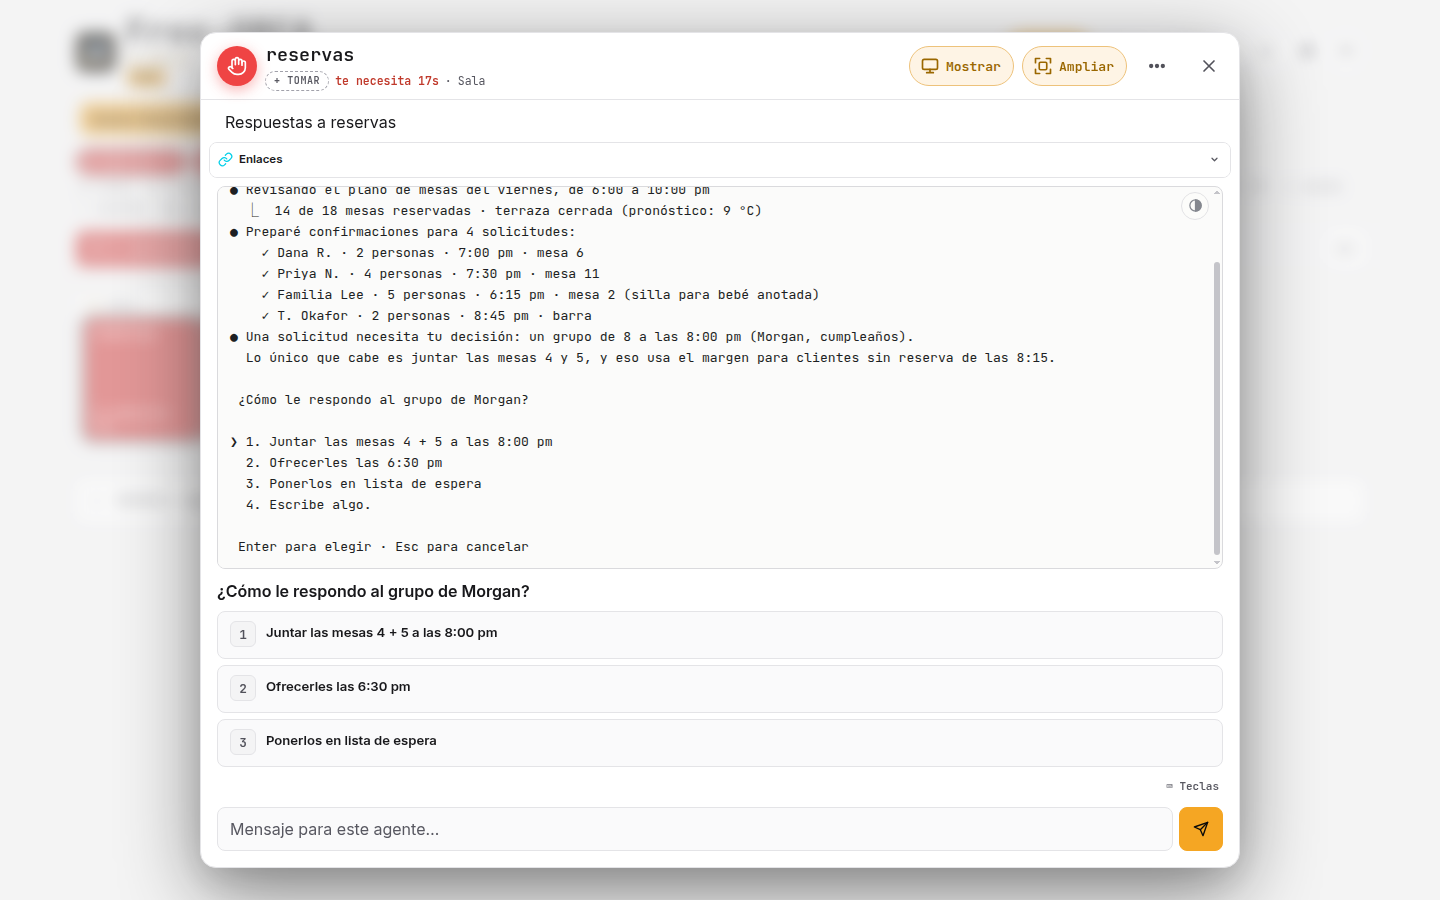 reservas
+ TOMAR te necesita 17s · Sala
Mostrar
Ampliar
Respuestas a reservas
Enlaces
● Revisando el plano de mesas del viernes, de 6:00 a 10:00 pm
⎿ 14 de 18 mesas reservadas · terraza cerrada (pronóstico: 9 °C)
● Preparé confirmaciones para 4 solicitudes:
✓ Dana R. · 2 personas · 7:00 pm · mesa 6
✓ Priya N. · 4 personas · 7:30 pm · mesa 11
✓ Familia Lee · 5 personas · 6:15 pm · mesa 2 (silla para bebé anotada)
✓ T. Okafor · 2 personas · 8:45 pm · barra
● Una solicitud necesita tu decisión: un grupo de 8 a las 8:00 pm (Morgan, cumpleaños).
Lo único que cabe es juntar las mesas 4 y 5, y eso usa el margen para clientes sin reserva de las 8:15.
¿Cómo le respondo al grupo de Morgan?
❯ 1. Juntar las mesas 4 + 5 a las 8:00 pm
2. Ofrecerles las 6:30 pm
3. Ponerlos en lista de espera
4. Escribe algo.
Enter para elegir · Esc para cancelar
¿Cómo le respondo al grupo de Morgan?
1 Juntar las mesas 4 + 5 a las 8:00 pm
2 Ofrecerles las 6:30 pm
3 Ponerlos en lista de espera
⌨ Teclas
Mensaje para este agente...